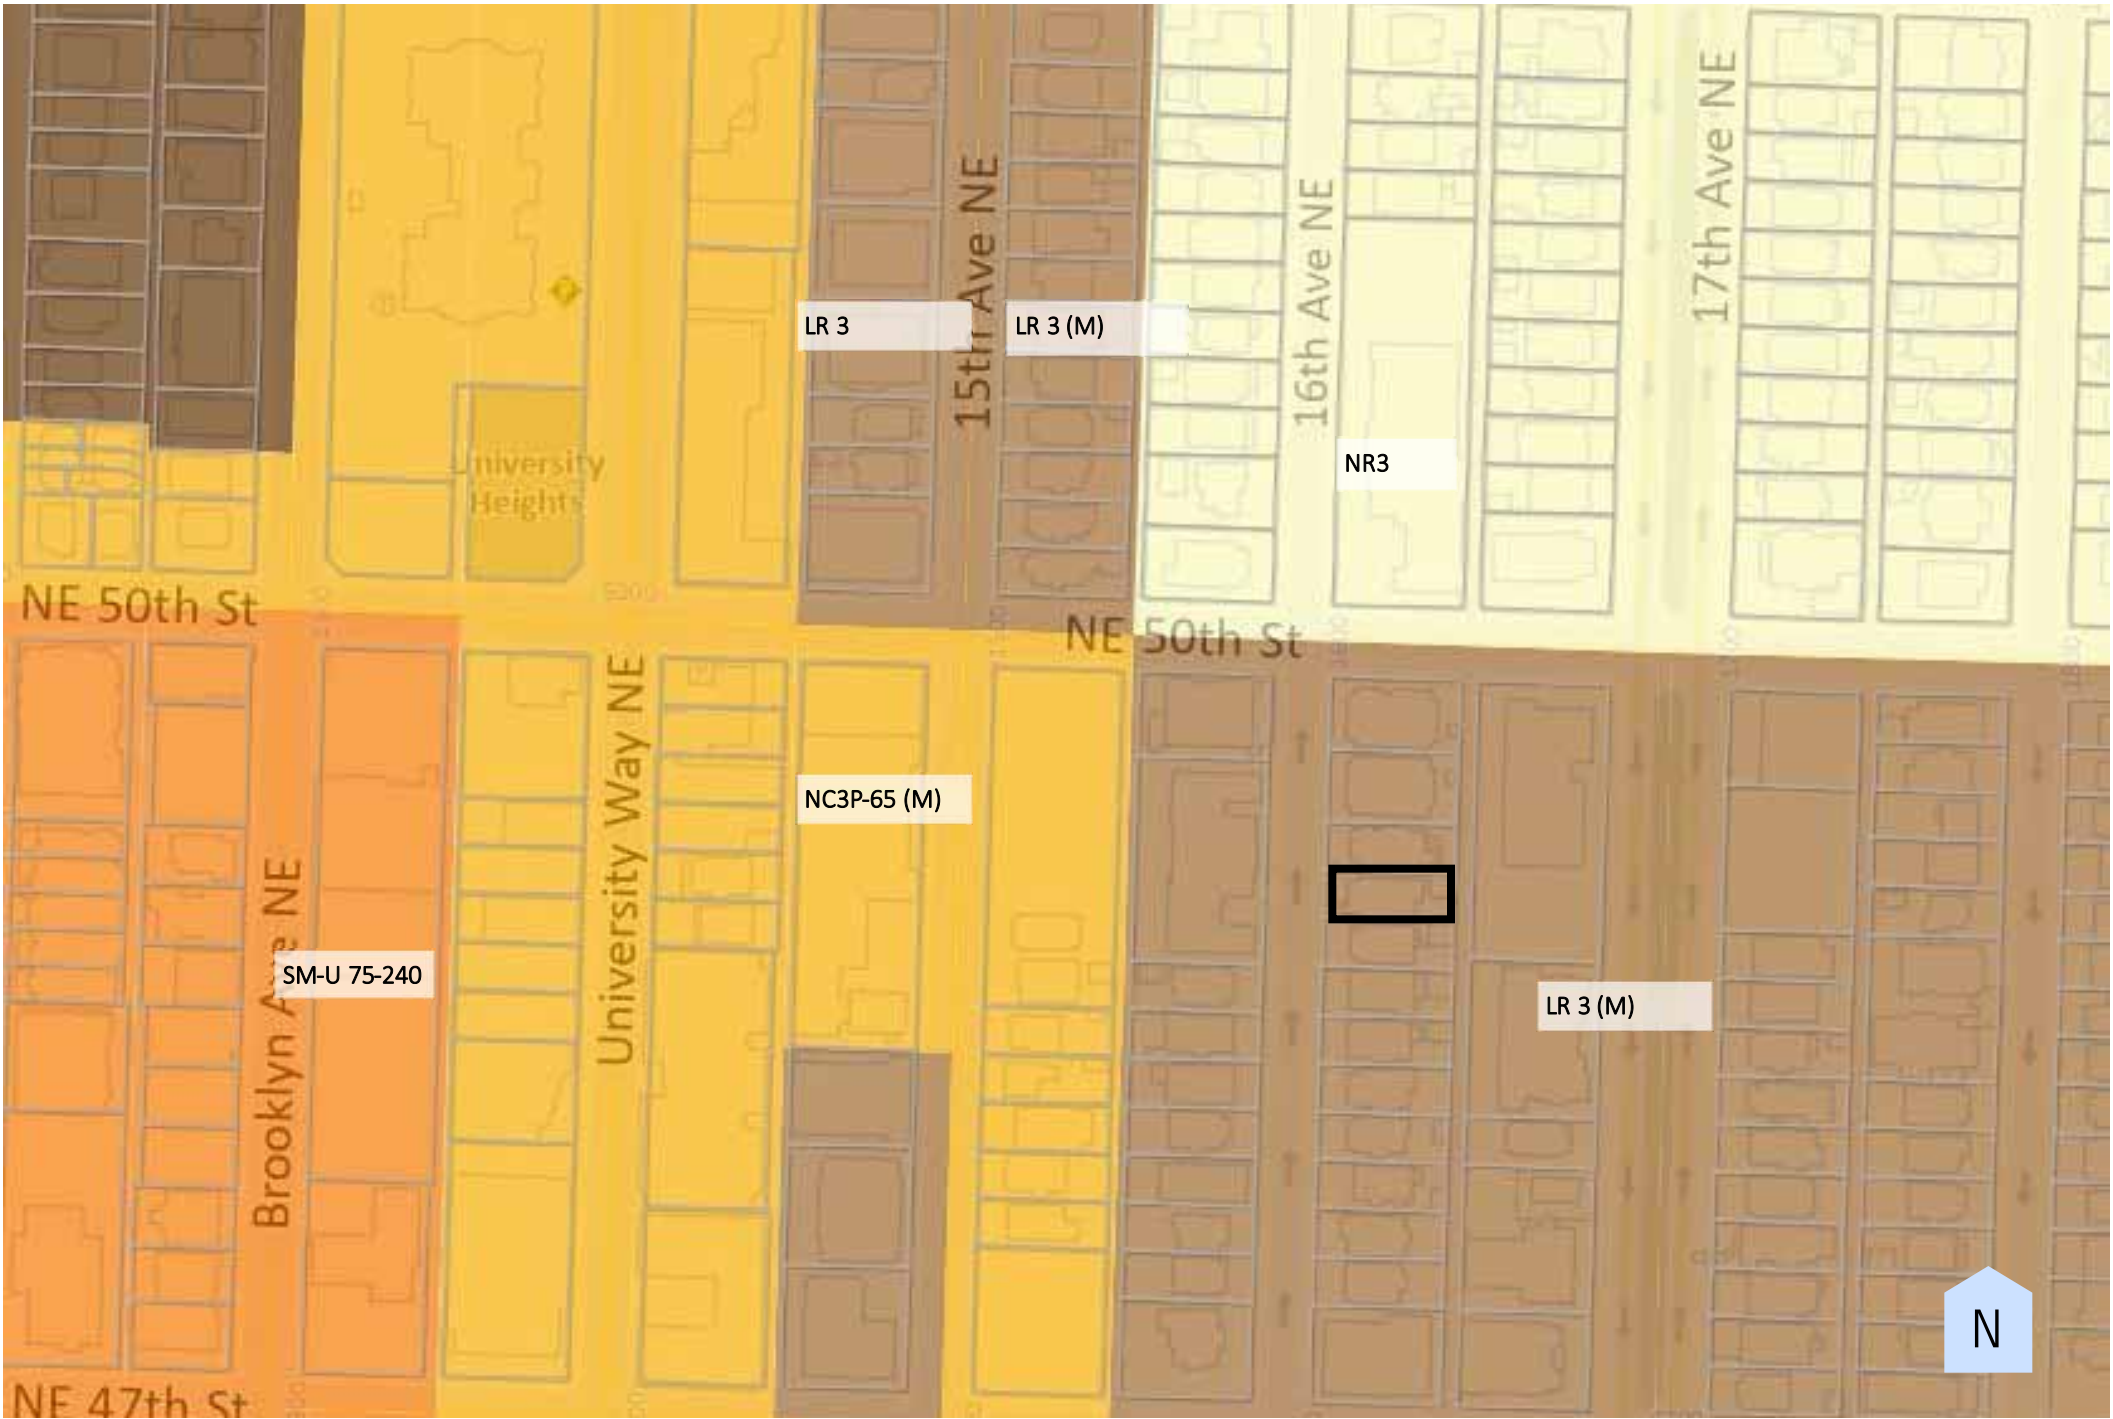 17th Ave NE
15th Ave NE
16th Ave NE
LR 3
LR 3 (M)
NR3
University
Heights
NE 50th St
5000
NE 50th St
University Way NE
NC3P-65 (M)
Brooklyn Ave NE
SM-U 75-240
LR 3 (M)
N
NE 47th St